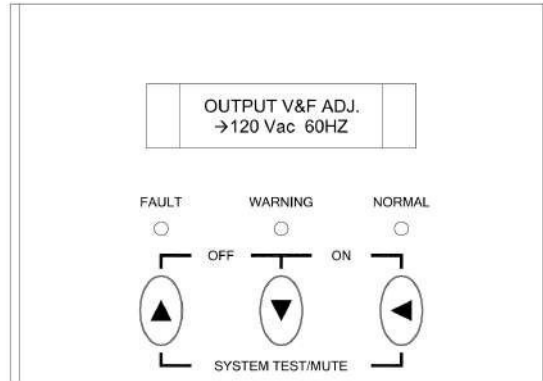 OUTPUT V&F ADJ.
→120 Vac 60HZ
FAULT WARNING NORMAL
OFF ON
SYSTEM TEST/MUTE